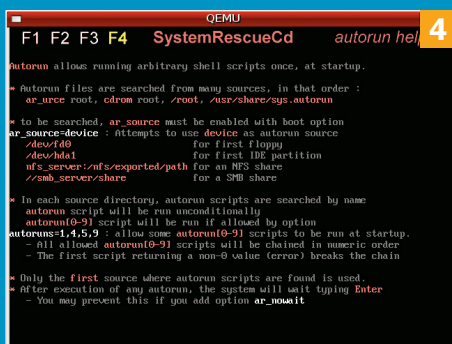 QEMU
F1 F2 F3 F4 SystemRescueCd autorun hel
4
Autorun allows running arbitrary shell scripts once, at startup.
* Autorun files are searched from many sources, in that order :
ar_urce root, cdrom root, /root, /usr/share/sys.autorun
* to be searched, ar_source must be enabled with boot option
ar_source=device : Attempts to use device as autorun source
/dev/fd0 for first floppy
/dev/hda1 for first IDE partition
nfs_server:/nfs/exported/path for an NFS share
//smb_server/share for a SMB share
* In each source directory, autorun scripts are searched by name
autorun script will be run unconditionally
autorun[0-9] script will be run if allowed by option
autoruns=1,4,5,9 : allow some autorun[0-9] scripts to be run at startup.
- All allowed autorun[0-9] scripts will be chained in numeric order
- The first script returning a non-0 value (error) breaks the chain
* Only the first source where autorun scripts are found is used.
* After execution of any autorun, the system will wait typing Enter
- You may prevent this if you add option ar_nowait